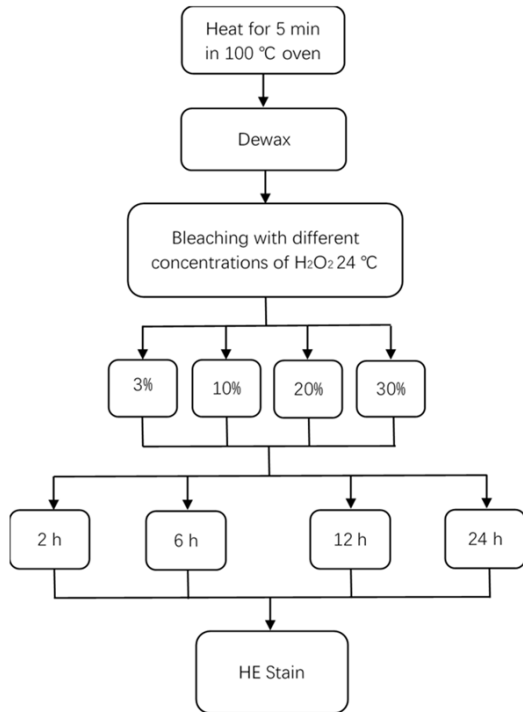 Heat for 5 min
in 100 ℃ oven
Dewax
Bleaching with different
concentrations of H₂O₂ 24 ℃
3%
10%
20%
30%
2 h
6 h
12 h
24 h
HE Stain